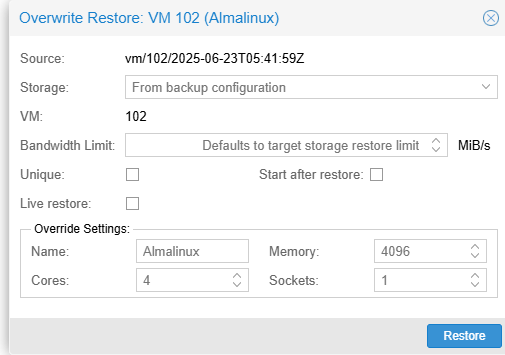 Overwrite Restore: VM 102 (Almalinux)
Source: vm/102/2025-06-23T05:41:59Z
Storage: From backup configuration
VM: 102
Bandwidth Limit: Defaults to target storage restore limit MiB/s
Unique: Start after restore:
Live restore:
Override Settings:
Name: Almalinux Memory: 4096
Cores: 4 Sockets: 1
Restore